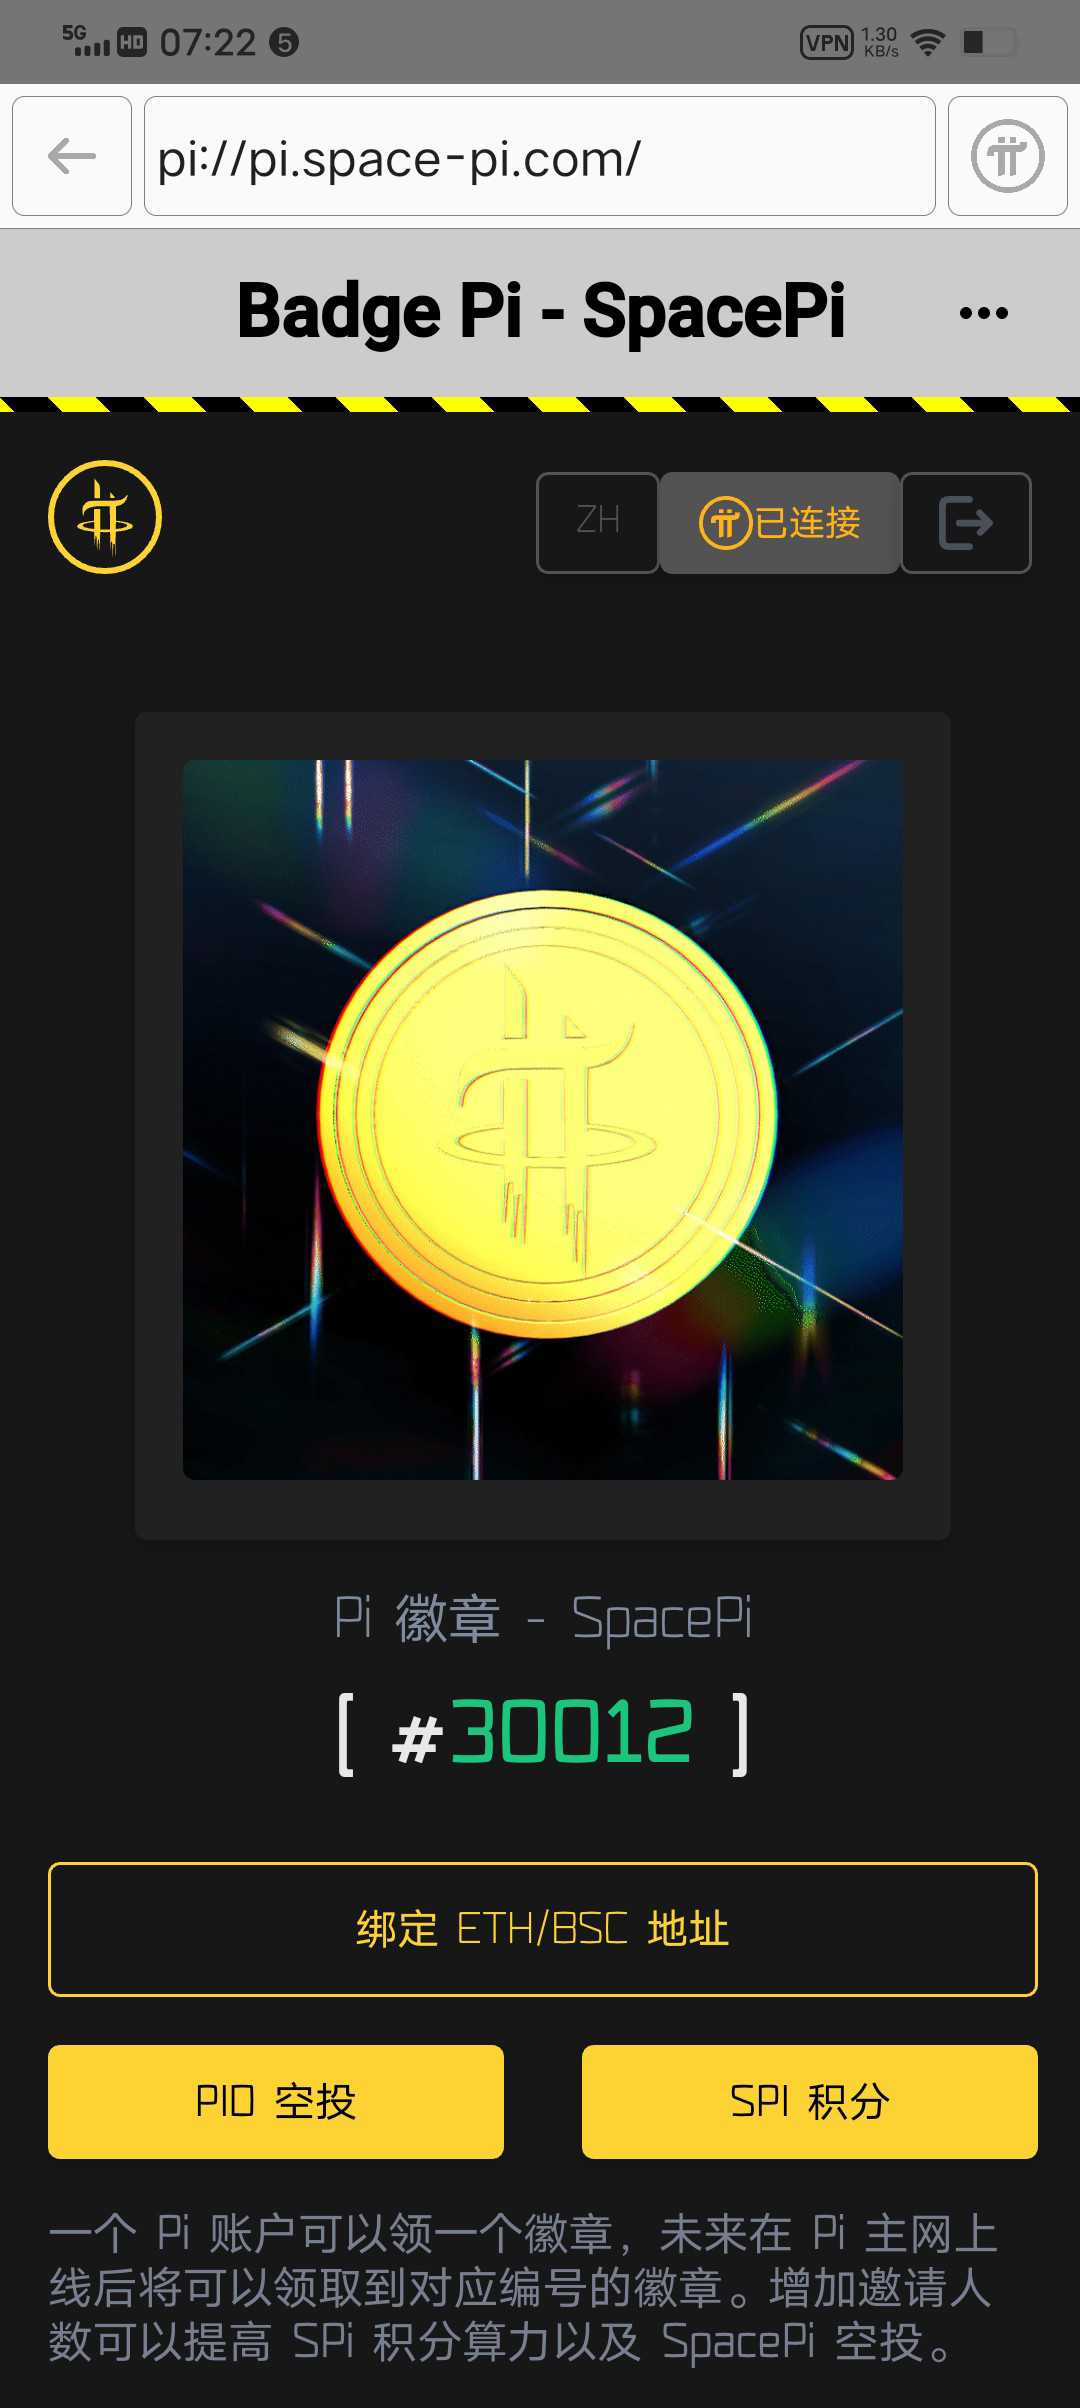 5G HD 07:22 5 VPN 1.30 KB/s
pi://pi.space-pi.com/
Badge Pi - SpacePi ...
ZH 已连接
Pi 徽章 - SpacePi
[ #30012 ]
绑定 ETH/BSC 地址
PIO 空投 SPI 积分
一个 Pi 账户可以领一个徽章，未来在 Pi 主网上
线后将可以领取到对应编号的徽章。增加邀请人
数可以提高 SPi 积分算力以及 SpacePi 空投。